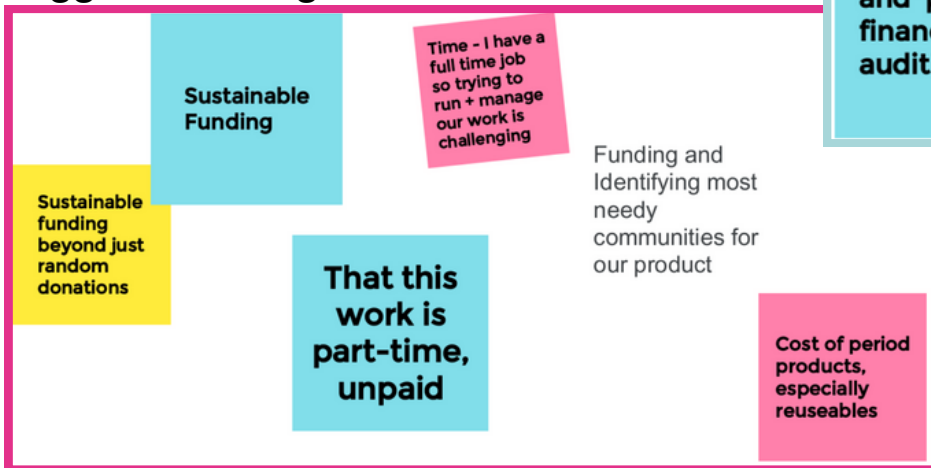 Sustainable
Funding
Time - I have a
full time job
so trying to
run + manage
our work is
challenging
financ
audit
Funding and
Identifying most
needy
communities for
our product
Sustainable
funding
beyond just
random
donations
That this
work is
part-time,
unpaid
Cost of period
products,
especially
reuseables